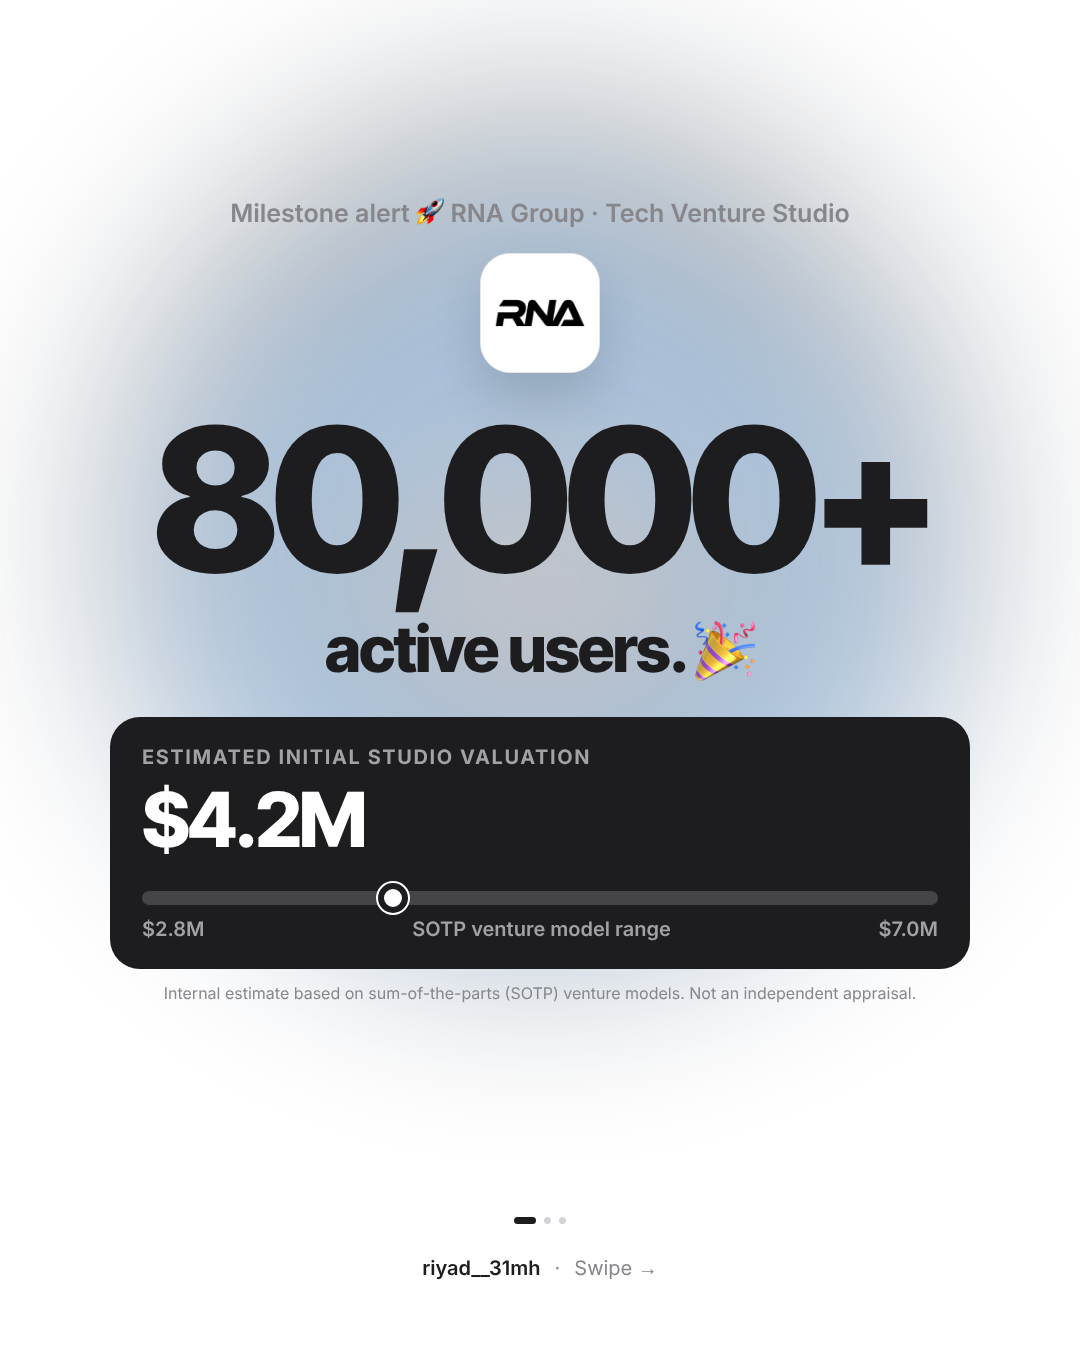 Milestone alert 🚀 RNA Group · Tech Venture Studio
RNA
80,000+
active users. 🎉
ESTIMATED INITIAL STUDIO VALUATION
$4.2M
$2.8M SOTP venture model range $7.0M
Internal estimate based on sum-of-the-parts (SOTP) venture models. Not an independent appraisal.
riyad__31mh · Swipe →